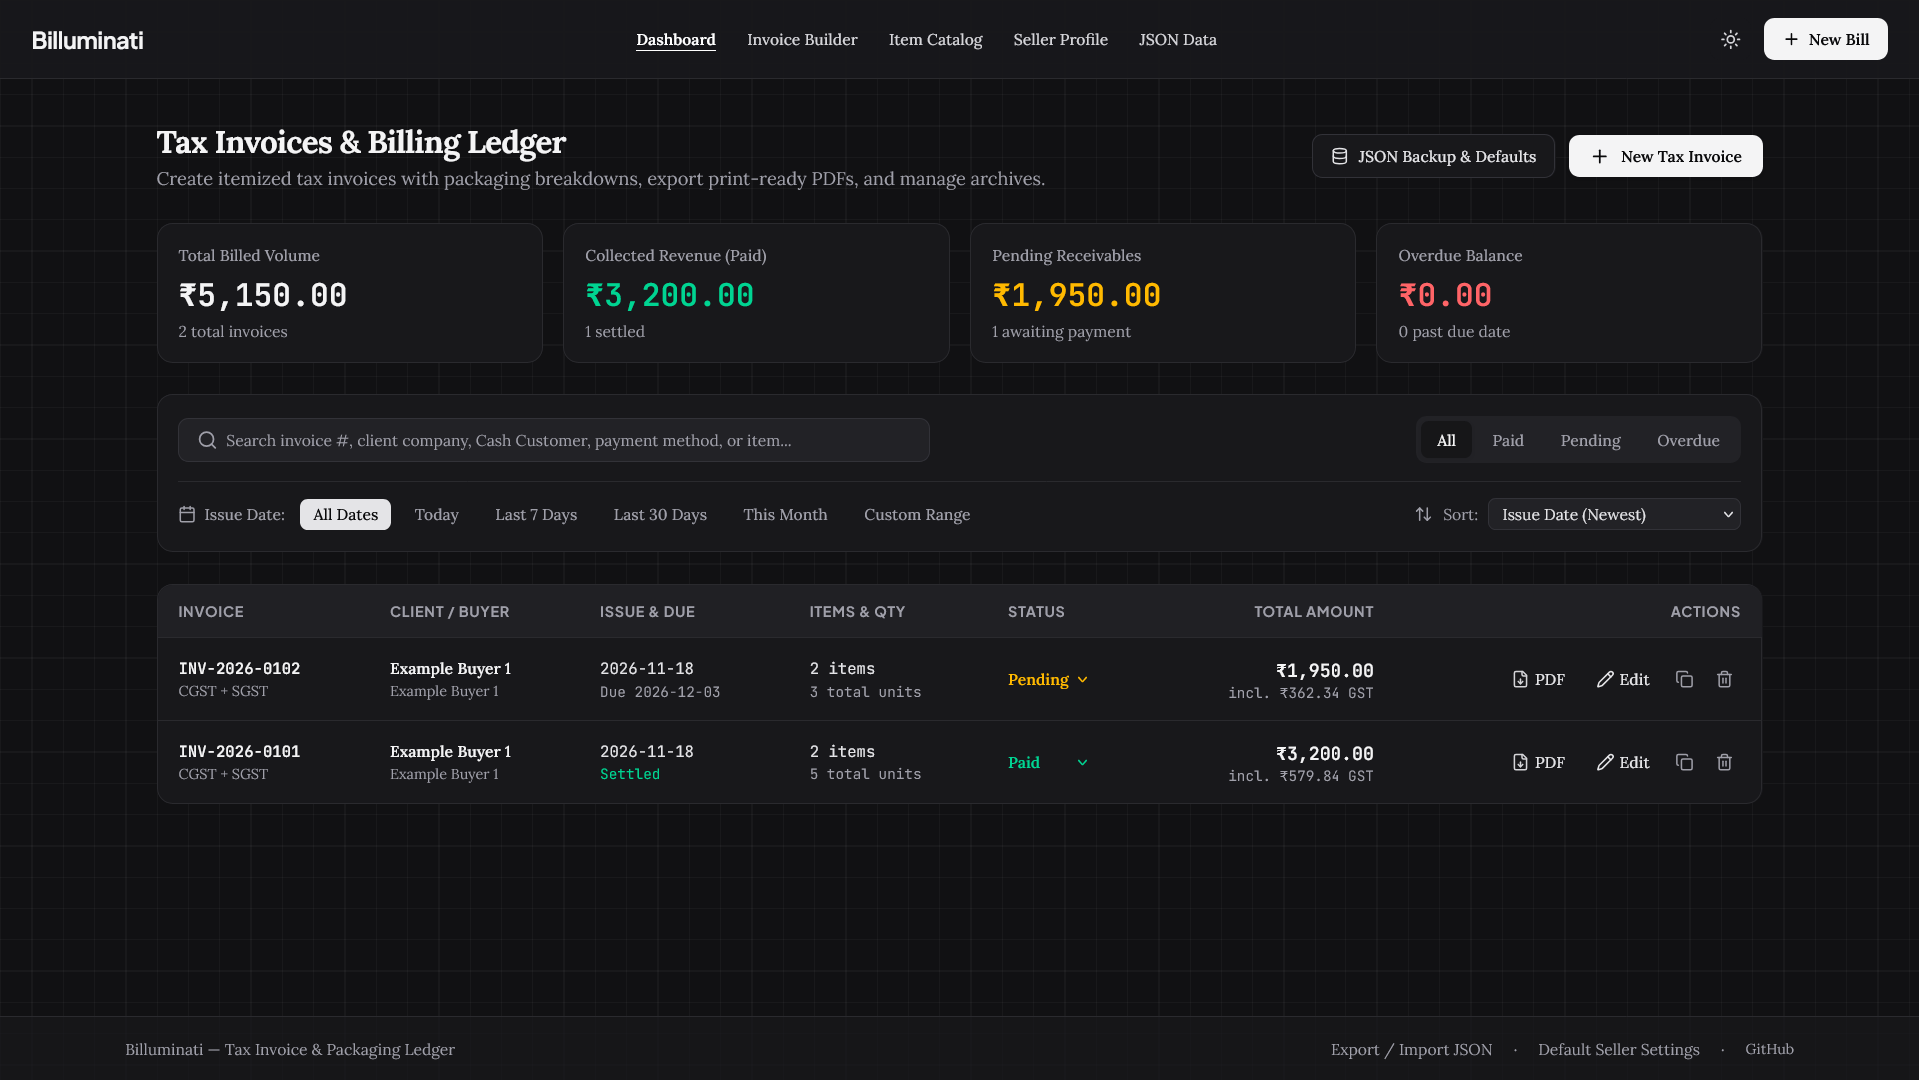 Billuminati
Dashboard Invoice Builder Item Catalog Seller Profile JSON Data
New Bill
Tax Invoices & Billing Ledger
Create itemized tax invoices with packaging breakdowns, export print-ready PDFs, and manage archives.
JSON Backup & Defaults
New Tax Invoice
Total Billed Volume
₹5,150.00
2 total invoices
Collected Revenue (Paid)
₹3,200.00
1 settled
Pending Receivables
₹1,950.00
1 awaiting payment
Overdue Balance
₹0.00
0 past due date
Search invoice #, client company, Cash Customer, payment method, or item...
All Paid Pending Overdue
Issue Date: All Dates Today Last 7 Days Last 30 Days This Month Custom Range
Sort: Issue Date (Newest)
INVOICE CLIENT / BUYER ISSUE & DUE ITEMS & QTY STATUS TOTAL AMOUNT ACTIONS
INV-2026-0102 Example Buyer 1 2026-11-18 2 items Pending ₹1,950.00 PDF Edit
CGST + SGST Example Buyer 1 Due 2026-12-03 3 total units incl. ₹362.34 GST
INV-2026-0101 Example Buyer 1 2026-11-18 2 items Paid ₹3,200.00 PDF Edit
CGST + SGST Example Buyer 1 Settled 5 total units incl. ₹579.84 GST
Billuminati — Tax Invoice & Packaging Ledger
Export / Import JSON · Default Seller Settings · GitHub